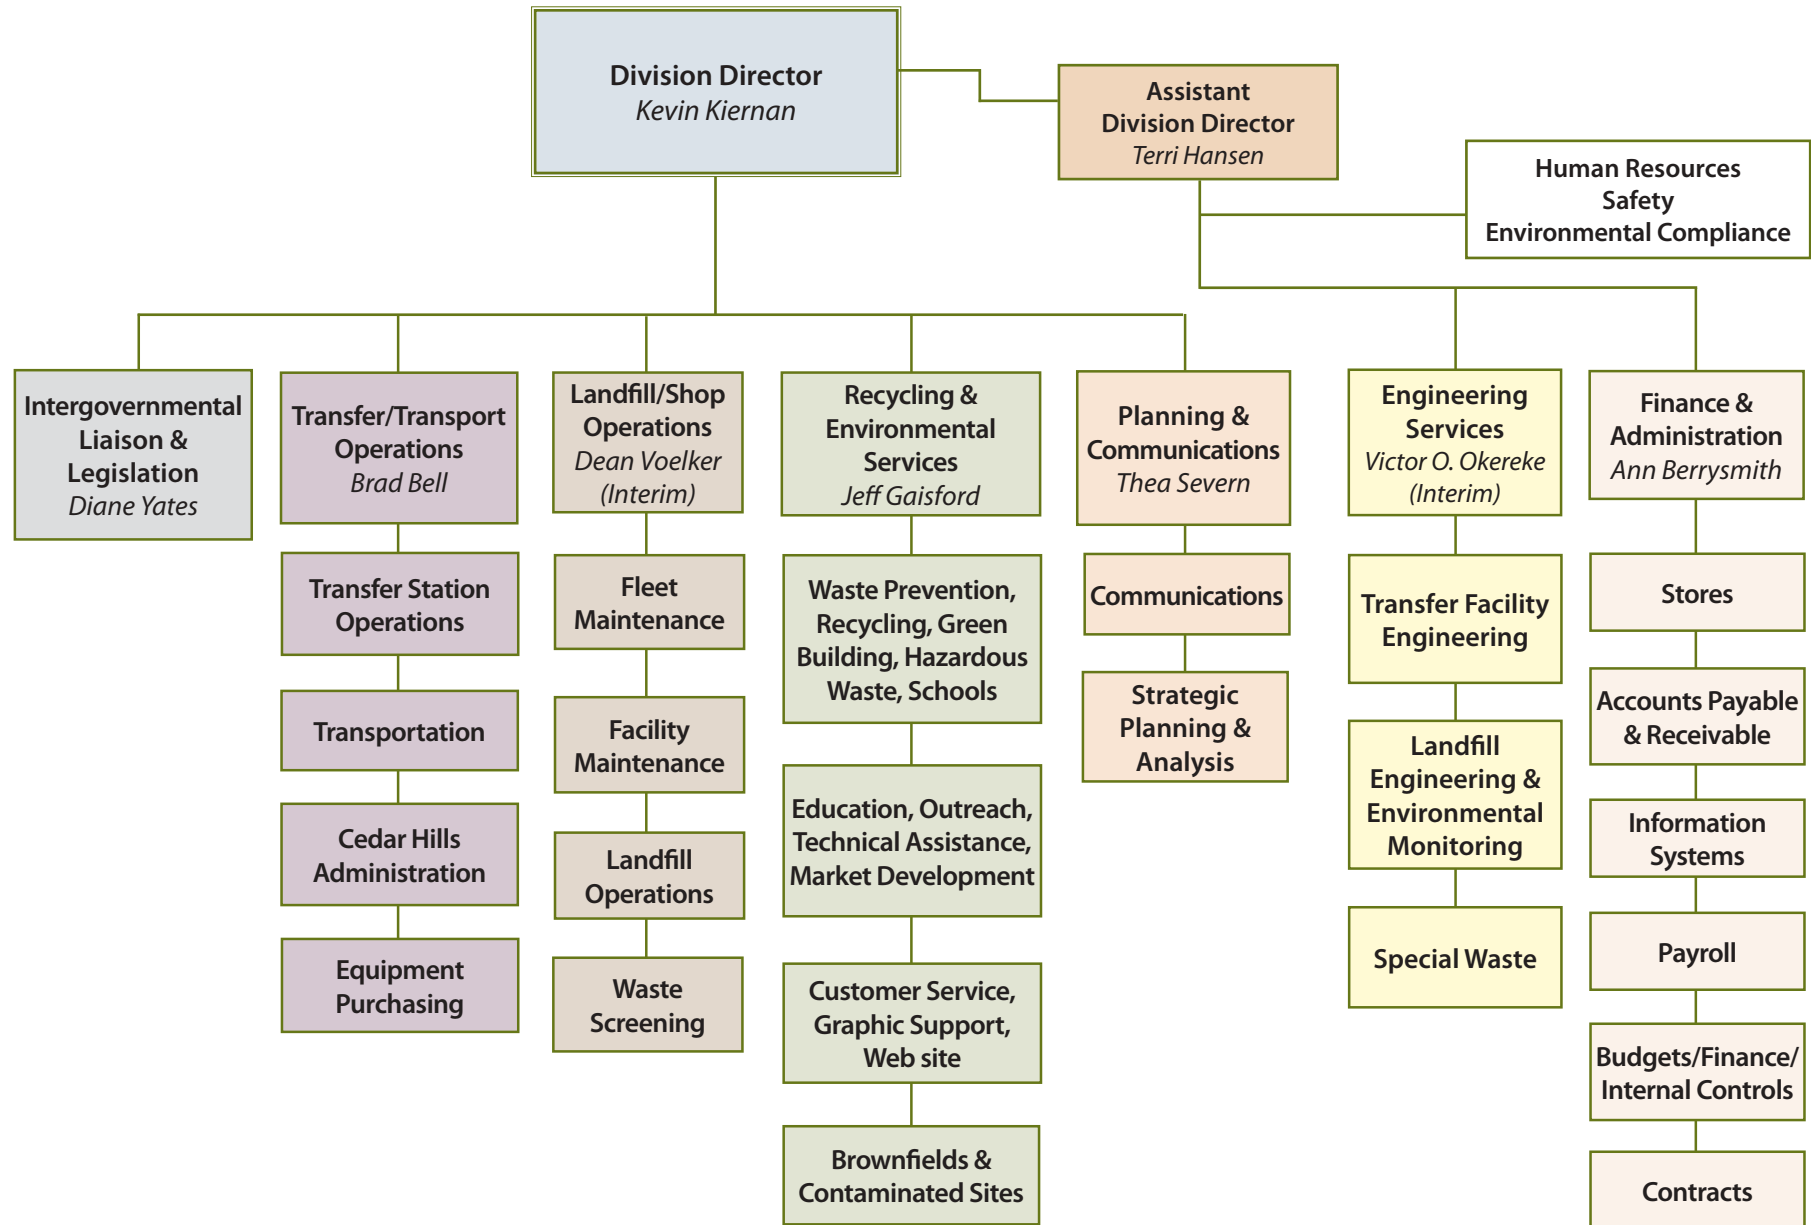 Division Director
Kevin Kiernan
Assistant
Division Director
Terri Hansen
Human Resources
Safety
Environmental Compliance
Intergovernmental
Liaison &
Legislation
Diane Yates
Transfer/Transport
Operations
Brad Bell
Transfer Station
Operations
Transportation
Cedar Hills
Administration
Equipment
Purchasing
Landfill/Shop
Operations
Dean Voelker
(Interim)
Fleet
Maintenance
Facility
Maintenance
Landfill
Operations
Waste
Screening
Recycling &
Environmental
Services
Jeff Gaisford
Waste Prevention,
Recycling, Green
Building, Hazardous
Waste, Schools
Education, Outreach,
Technical Assistance,
Market Development
Customer Service,
Graphic Support,
Web site
Brownfields &
Contaminated Sites
Planning &
Communications
Thea Severn
Communications
Strategic
Planning &
Analysis
Engineering
Services
Victor O. Okereke
(Interim)
Transfer Facility
Engineering
Landfill
Engineering &
Environmental
Monitoring
Special Waste
Finance &
Administration
Ann Berrysmith
Stores
Accounts Payable
& Receivable
Information
Systems
Payroll
Budgets/Finance/
Internal Controls
Contracts